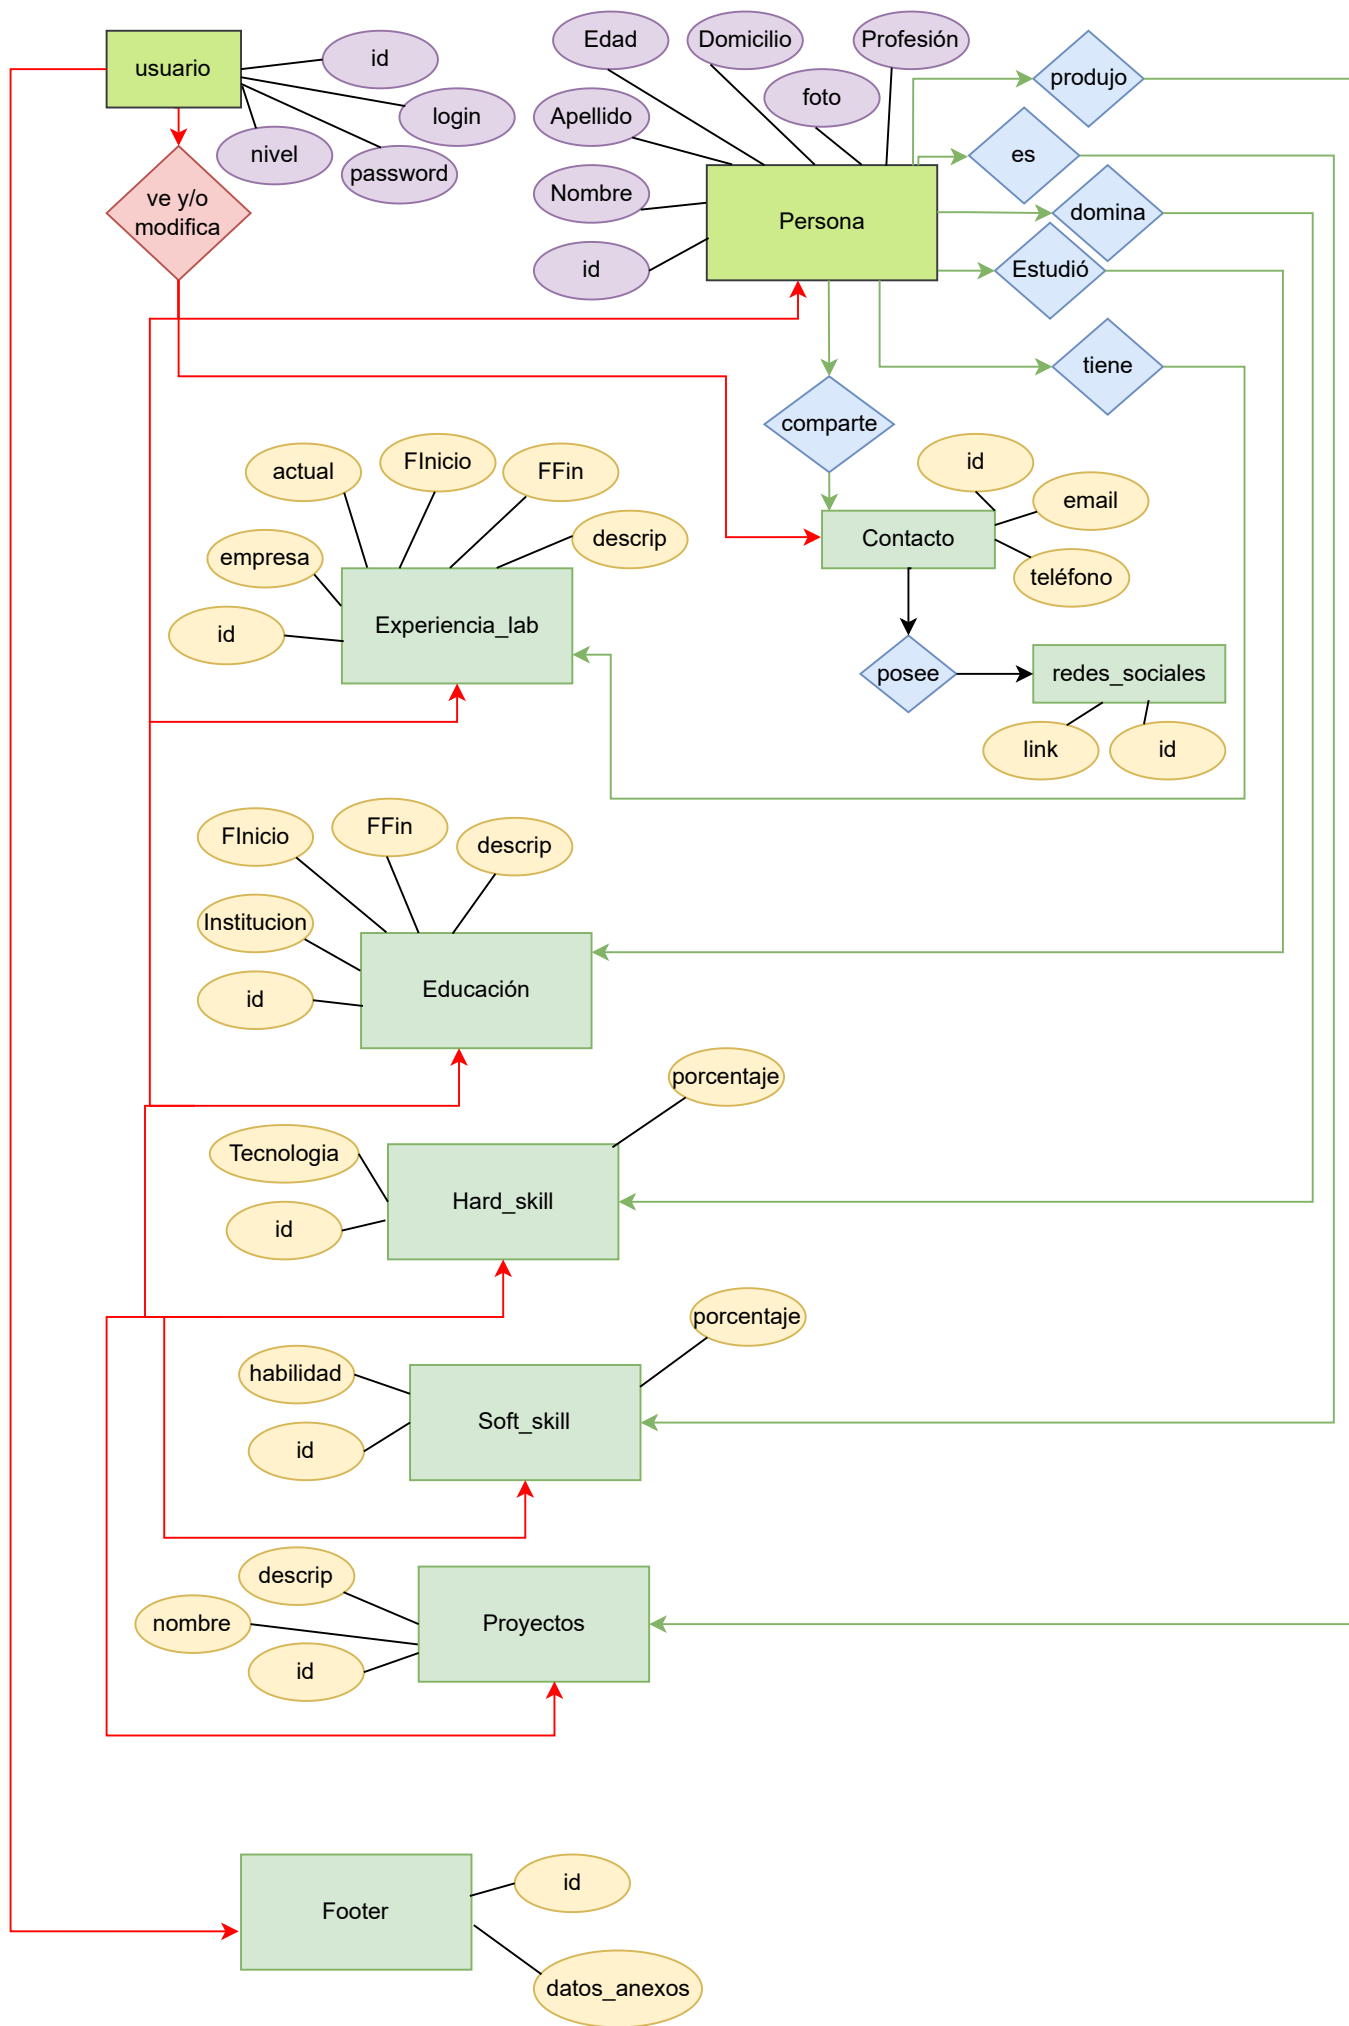 usuario
id
login
nivel
password
ve y/o
modifica
Edad
Domicilio
Profesión
foto
Apellido
Nombre
id
Persona
produjo
es
domina
Estudió
tiene
comparte
id
email
Contacto
teléfono
posee
redes_sociales
link
id
actual
FInicio
FFin
descrip
empresa
id
Experiencia_lab
FInicio
FFin
descrip
Institucion
id
Educación
porcentaje
Tecnologia
id
Hard_skill
porcentaje
habilidad
id
Soft_skill
descrip
nombre
id
Proyectos
Footer
id
datos_anexos